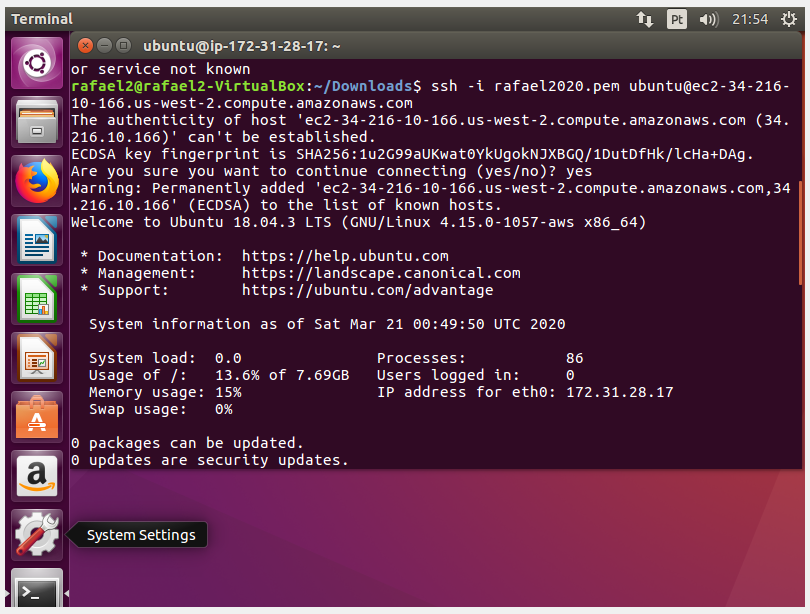 Terminal
Pt
21:54
ubuntu@ip-172-31-28-17: ~
or service not known
rafael2@rafael2-VirtualBox:~/Downloads$ ssh -i rafael2020.pem ubuntu@ec2-34-216-
10-166.us-west-2.compute.amazonaws.com
The authenticity of host 'ec2-34-216-10-166.us-west-2.compute.amazonaws.com (34.
216.10.166)' can't be established.
ECDSA key fingerprint is SHA256:1u2G99aUKwat0YkUgokNJXBGQ/1DutDfHk/lcHa+DAg.
Are you sure you want to continue connecting (yes/no)? yes
Warning: Permanently added 'ec2-34-216-10-166.us-west-2.compute.amazonaws.com,34
.216.10.166' (ECDSA) to the list of known hosts.
Welcome to Ubuntu 18.04.3 LTS (GNU/Linux 4.15.0-1057-aws x86_64)
* Documentation:  https://help.ubuntu.com
* Management:     https://landscape.canonical.com
* Support:        https://ubuntu.com/advantage
System information as of Sat Mar 21 00:49:50 UTC 2020
System load:  0.0               Processes:           86
Usage of /:   13.6% of 7.69GB   Users logged in:     0
Memory usage: 15%               IP address for eth0: 172.31.28.17
Swap usage:   0%
0 packages can be updated.
0 updates are security updates.
a
System Settings
>_